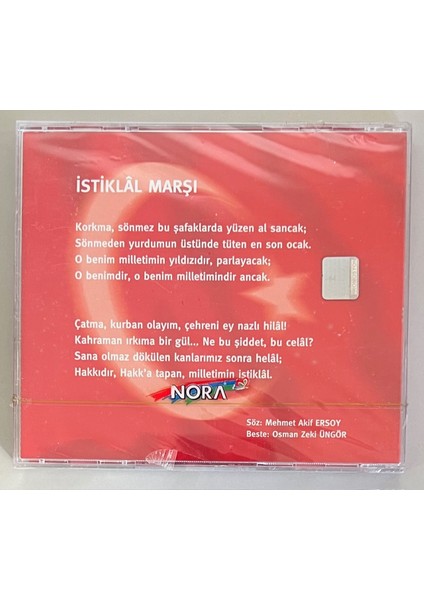 İSTİKLÂL MARŞI
Korkma, sönmez bu şafaklarda yüzen al sancak;
Sönmeden yurdumun üstünde tüten en son ocak.
O benim milletimin yıldızıdır, parlayacak;
O benimdir, o benim milletimindir ancak.
Çatma, kurban olayım, çehreni ey nazlı hilâl!
Kahraman ırkıma bir gül... Ne bu şiddet, bu celâl?
Sana olmaz dökülen kanlarımız sonra helâl;
Hakkıdır, Hakk'a tapan, milletimin istiklâl.
NORA
Söz: Mehmet Akif ERSOY
Beste: Osman Zeki ÜNGÖR